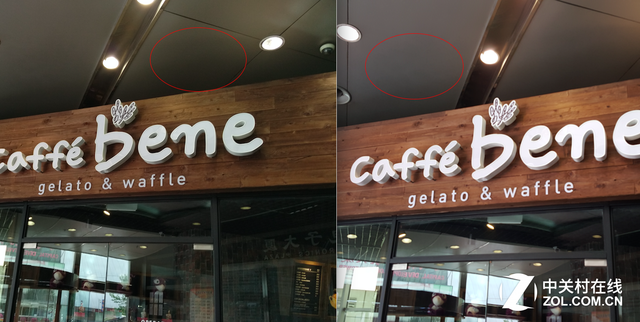 caffé bene
gelato & waffle
caffé bene
gelato & waffle
中关村在线
ZOL.COM.CN